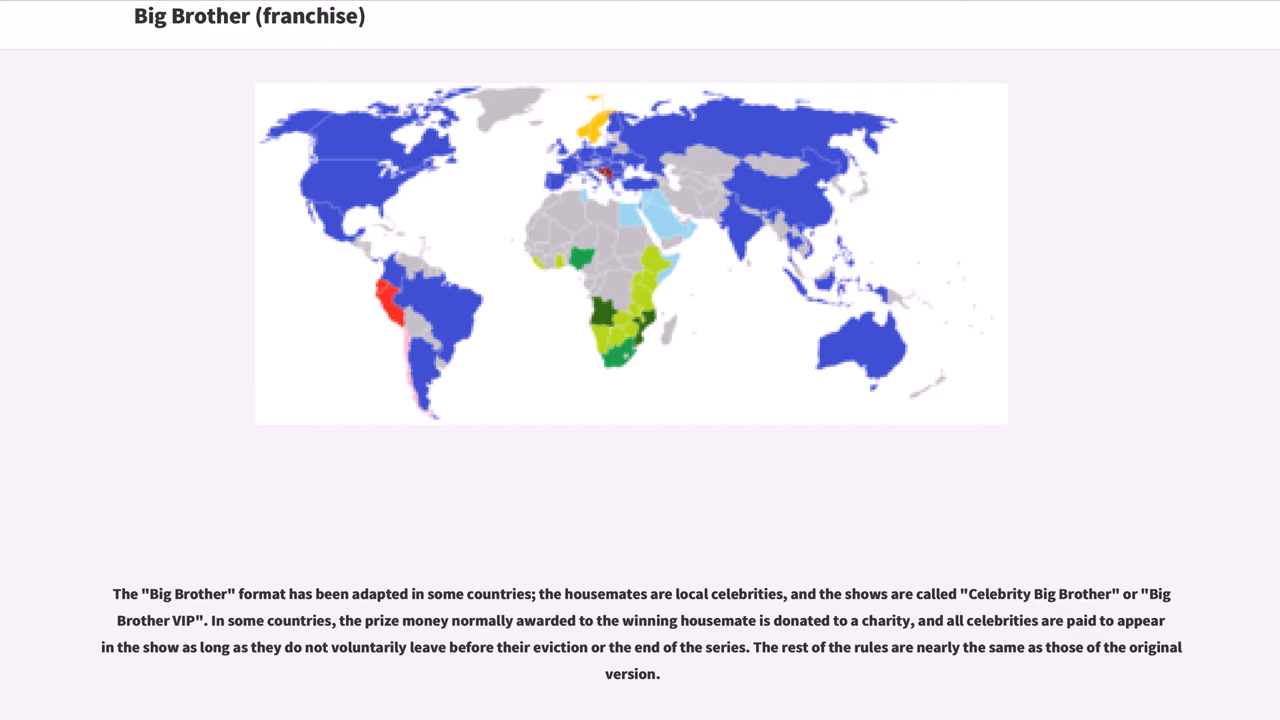 Big Brother (franchise)
The "Big Brother" format has been adapted in some countries; the housemates are local celebrities, and the shows are called "Celebrity Big Brother" or "Big
Brother VIP". In some countries, the prize money normally awarded to the winning housemate is donated to a charity, and all celebrities are paid to appear
in the show as long as they do not voluntarily leave before their eviction or the end of the series. The rest of the rules are nearly the same as those of the original
version.